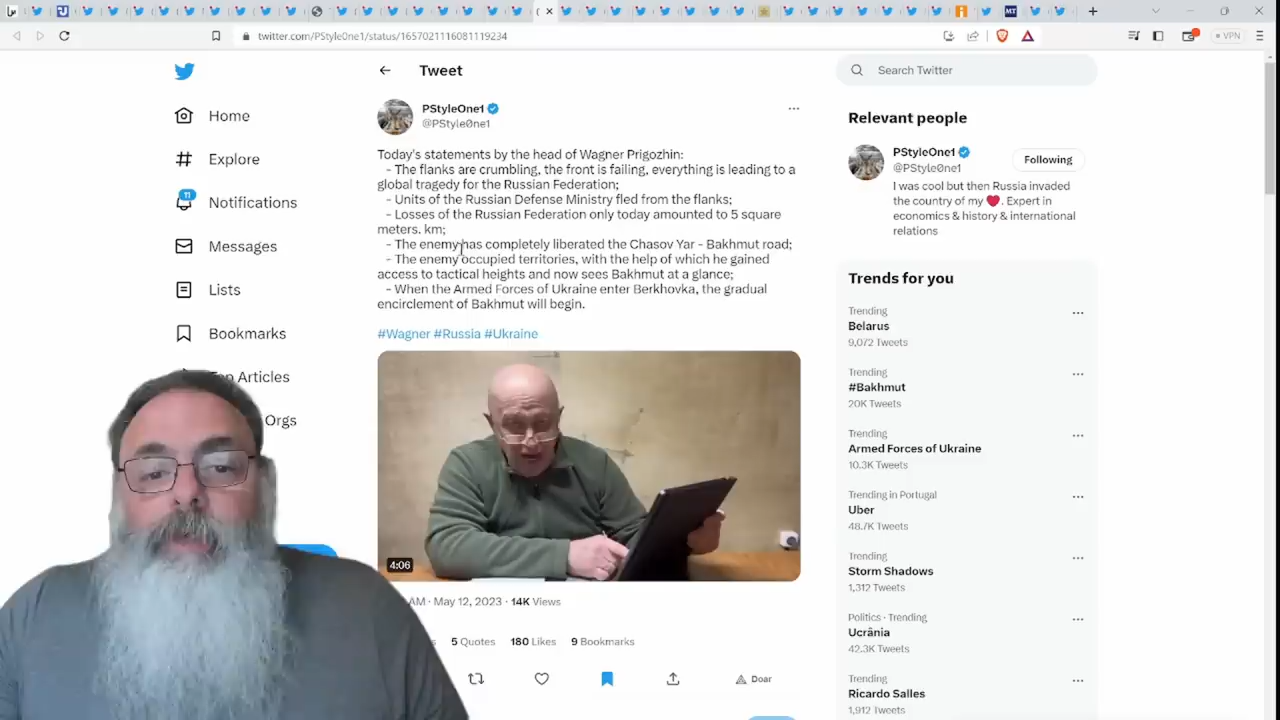 twitter.com/PStyle0ne1/status/1657021116081119234
VPN
Tweet
Search Twitter
Home
Explore
11
Notifications
Messages
Lists
Bookmarks
Top Articles
Orgs
PStyleOne1
@PStyle0ne1
Today's statements by the head of Wagner Prigozhin:
- The flanks are crumbling, the front is failing, everything is leading to a
global tragedy for the Russian Federation;
- Units of the Russian Defense Ministry fled from the flanks;
- Losses of the Russian Federation only today amounted to 5 square
meters. km;
- The enemy has completely liberated the Chasov Yar - Bakhmut road;
- The enemy occupied territories, with the help of which he gained
access to tactical heights and now sees Bakhmut at a glance;
- When the Armed Forces of Ukraine enter Berkhovka, the gradual
encirclement of Bakhmut will begin.
#Wagner #Russia #Ukraine
4:06
AM · May 12, 2023 · 14K Views
5 Quotes 180 Likes 9 Bookmarks
Doar
Relevant people
PStyleOne1
@PStyle0ne1
Following
I was cool but then Russia invaded
the country of my ❤️. Expert in
economics & history & international
relations
Trends for you
Trending
Belarus
9,072 Tweets
Trending
#Bakhmut
20K Tweets
Trending
Armed Forces of Ukraine
10.3K Tweets
Trending in Portugal
Uber
48.7K Tweets
Trending
Storm Shadows
1,312 Tweets
Politics · Trending
Ucrânia
42.3K Tweets
Trending
Ricardo Salles
1,912 Tweets